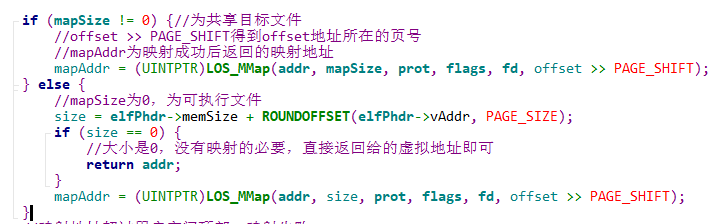 if (mapSize != 0) {//为共享目标文件
//offset >> PAGE_SHIFT得到offset地址所在的页号
//mapAddr为映射成功后返回的映射地址
mapAddr = (UINTPTR)LOS_MMap(addr, mapSize, prot, flags, fd, offset >> PAGE_SHIFT);
} else {
//mapSize为0，为可执行文件
size = elfPhdr->memSize + ROUNDOFFSET(elfPhdr->vAddr, PAGE_SIZE);
if (size == 0) {
//大小是0，没有映射的必要，直接返回给的虚拟地址即可
return addr;
}
mapAddr = (UINTPTR)LOS_MMap(addr, size, prot, flags, fd, offset >> PAGE_SHIFT);
}